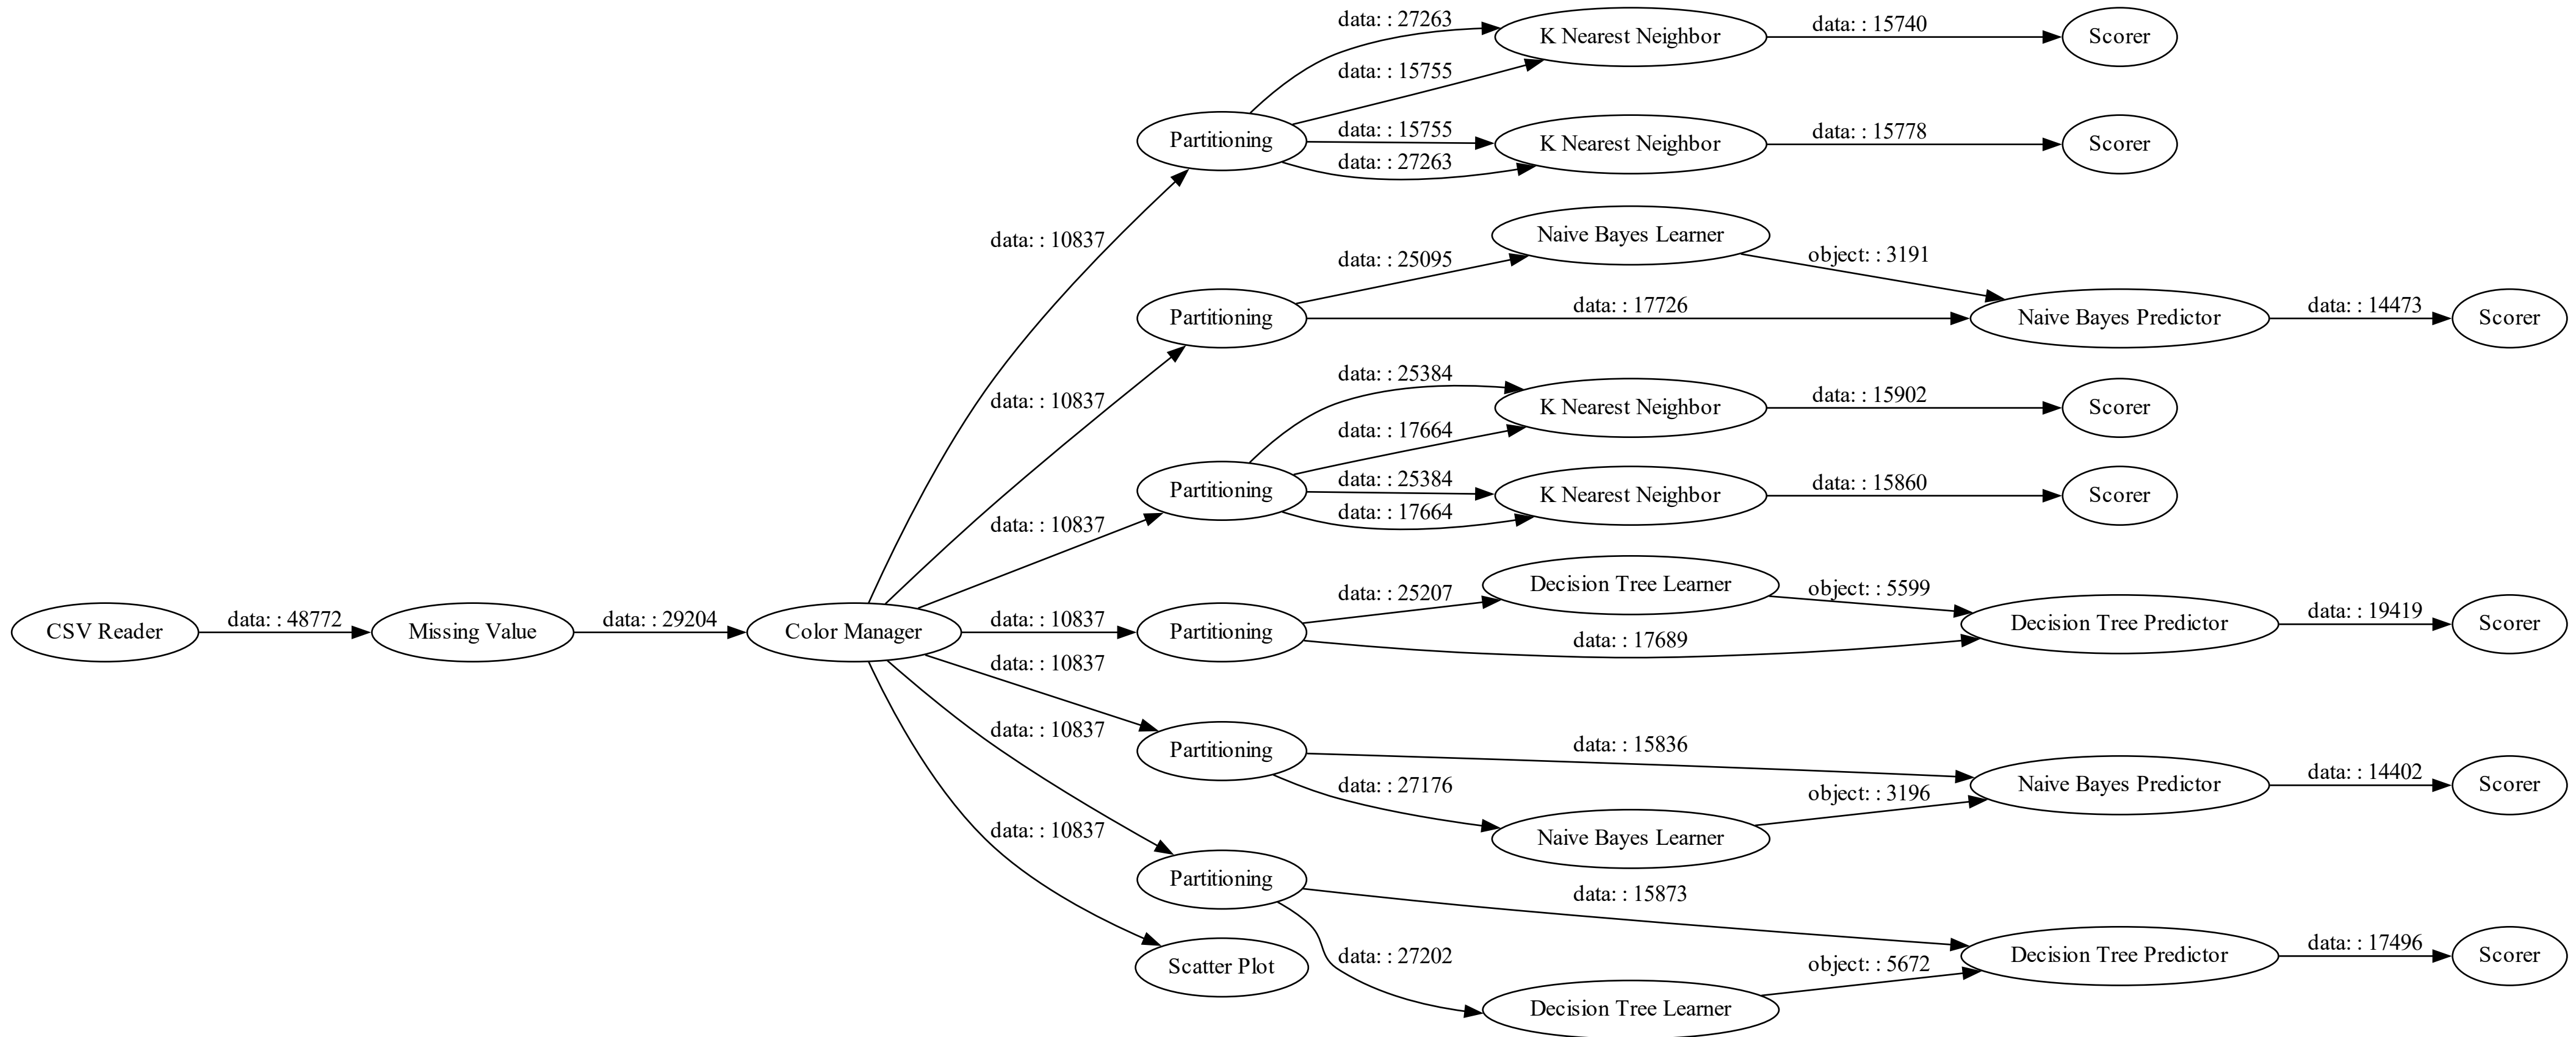 data: : 27263
K Nearest Neighbor
data: : 15740
Scorer
data: : 15755
Partitioning
data: : 15755
K Nearest Neighbor
data: : 15778
Scorer
data: : 27263
data: : 10837
Naive Bayes Learner
object: : 3191
data: : 25095
Partitioning
data: : 17726
Naive Bayes Predictor
data: : 14473
Scorer
data: : 10837
data: : 25384
K Nearest Neighbor
data: : 15902
Scorer
data: : 17664
Partitioning
data: : 25384
K Nearest Neighbor
data: : 15860
Scorer
data: : 17664
data: : 10837
Decision Tree Learner
object: : 5599
data: : 25207
CSV Reader
data: : 48772
Missing Value
data: : 29204
Color Manager
data: : 10837
Partitioning
data: : 17689
Decision Tree Predictor
data: : 19419
Scorer
data: : 10837
Partitioning
data: : 15836
data: : 27176
Naive Bayes Learner
object: : 3196
Naive Bayes Predictor
data: : 14402
Scorer
data: : 10837
data: : 10837
Partitioning
data: : 15873
data: : 27202
Decision Tree Learner
object: : 5672
Decision Tree Predictor
data: : 17496
Scorer
Scatter Plot